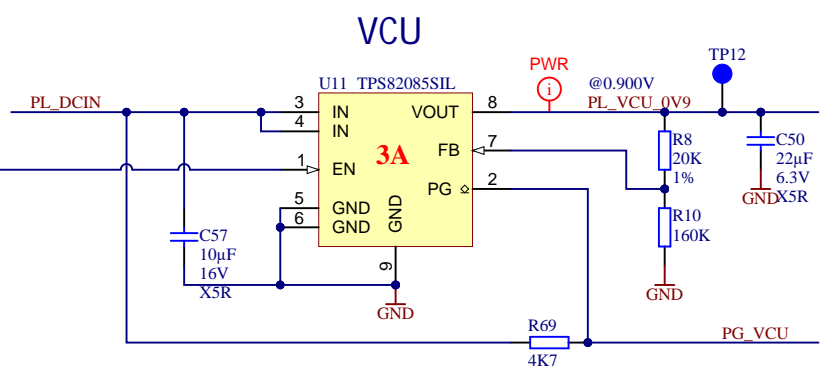 VCU
TP12
PWR
i
U11 TPS82085SIL
@0.900V
PL_DCIN
PL_VCU_0V9
3 IN VOUT 8
4 IN
3A
FB 7
1 EN
PG 2
5 GND
6 GND
GND
9
GND
C57
10µF
16V
X5R
R8
20K
1%
R10
160K
GND
C50
22µF
6.3V
X5R
GND
R69
4K7
PG_VCU